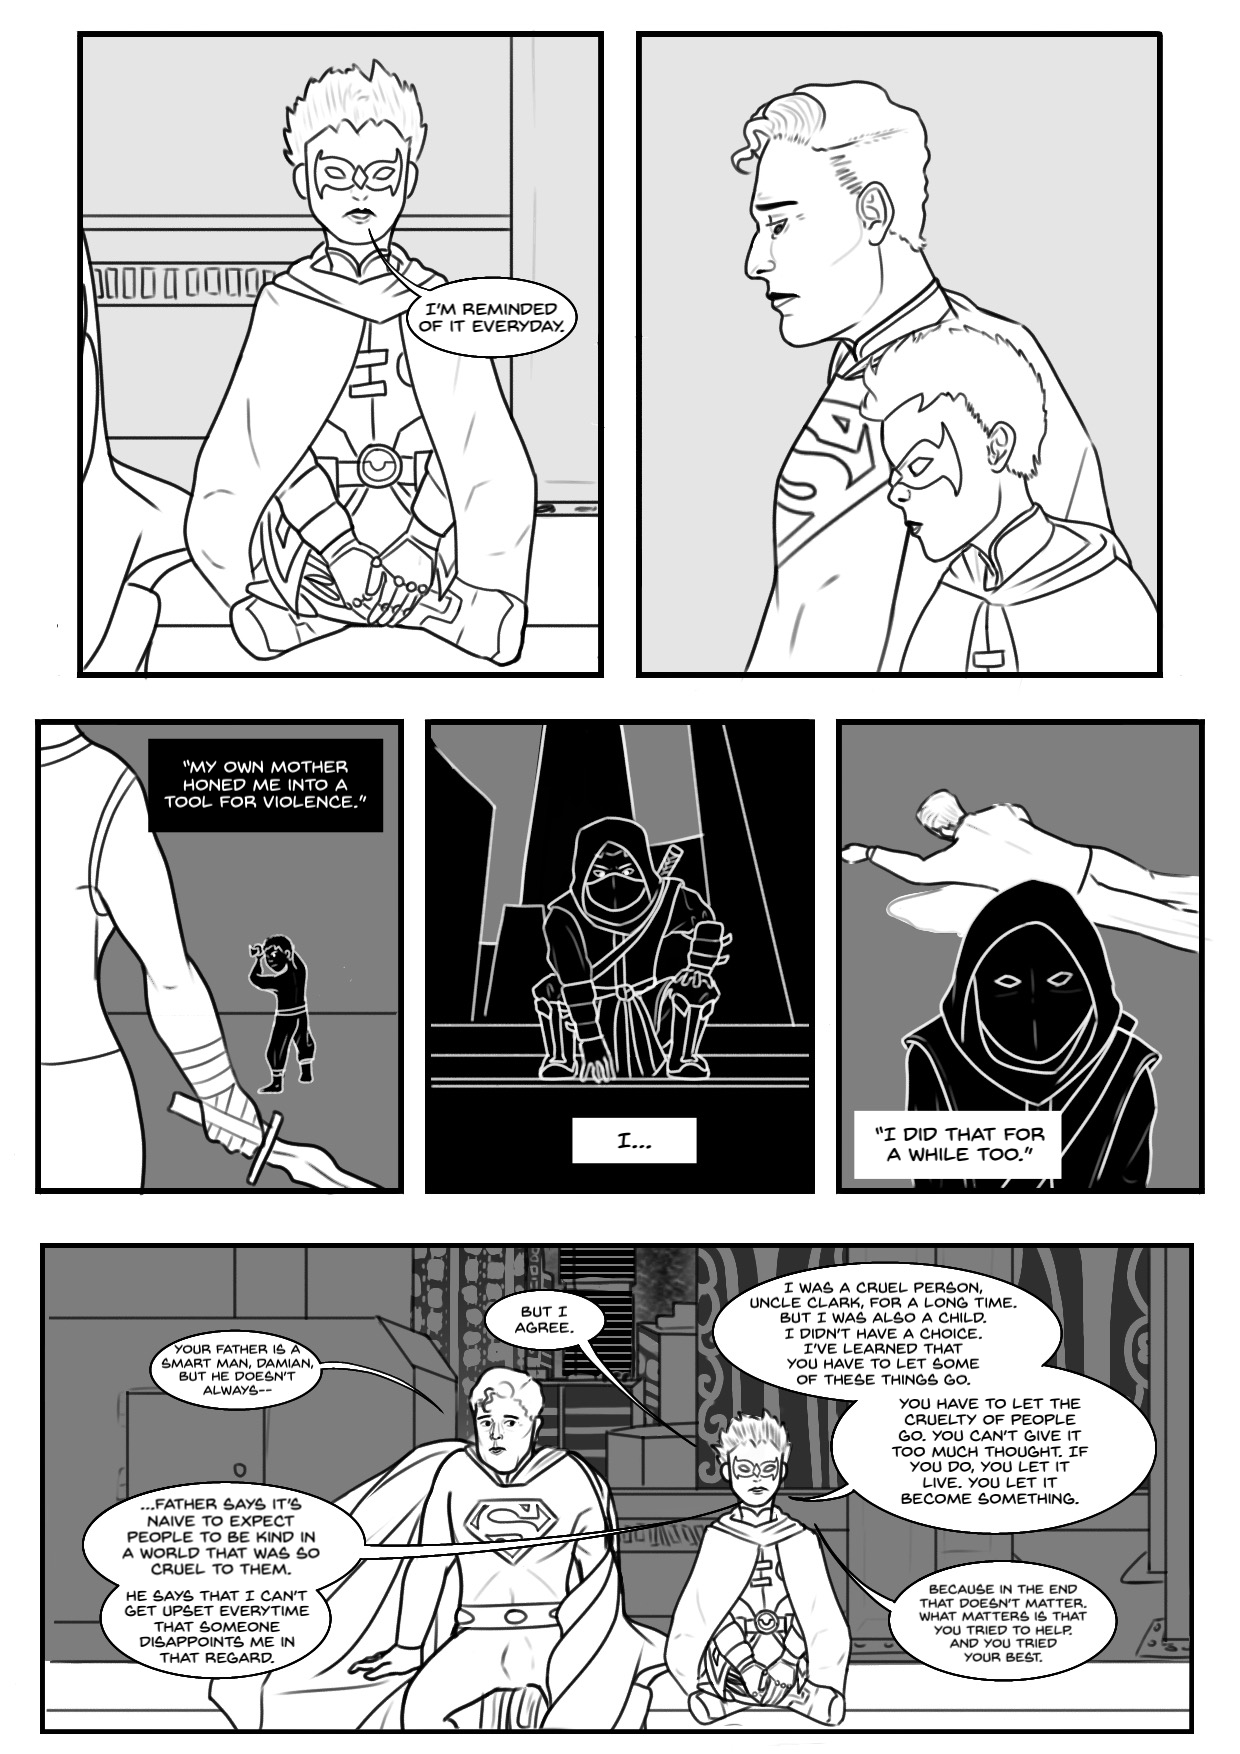 I'M REMINDED
OF IT EVERYDAY.
"MY OWN MOTHER
HONED ME INTO A
TOOL FOR VIOLENCE."
I...
"I DID THAT FOR
A WHILE TOO."
...FATHER SAYS IT'S
NAIVE TO EXPECT
PEOPLE TO BE KIND IN
A WORLD THAT WAS SO
CRUEL TO THEM.
HE SAYS THAT I CAN'T
GET UPSET EVERYTIME
THAT SOMEONE
DISAPPOINTS ME IN
THAT REGARD.
YOUR FATHER IS A
SMART MAN, DAMIAN,
BUT HE DOESN'T
ALWAYS--
BUT I
AGREE.
I WAS A CRUEL PERSON,
UNCLE CLARK, FOR A LONG TIME.
BUT I WAS ALSO A CHILD.
I DIDN'T HAVE A CHOICE.
I'VE LEARNED THAT
YOU HAVE TO LET SOME
OF THESE THINGS GO.
YOU HAVE TO LET THE
CRUELTY OF PEOPLE
GO. YOU CAN'T GIVE IT
TOO MUCH THOUGHT. IF
YOU DO, YOU LET IT
LIVE. YOU LET IT
BECOME SOMETHING.
BECAUSE IN THE END
THAT DOESN'T MATTER.
WHAT MATTERS IS THAT
YOU TRIED TO HELP.
AND YOU TRIED
YOUR BEST.